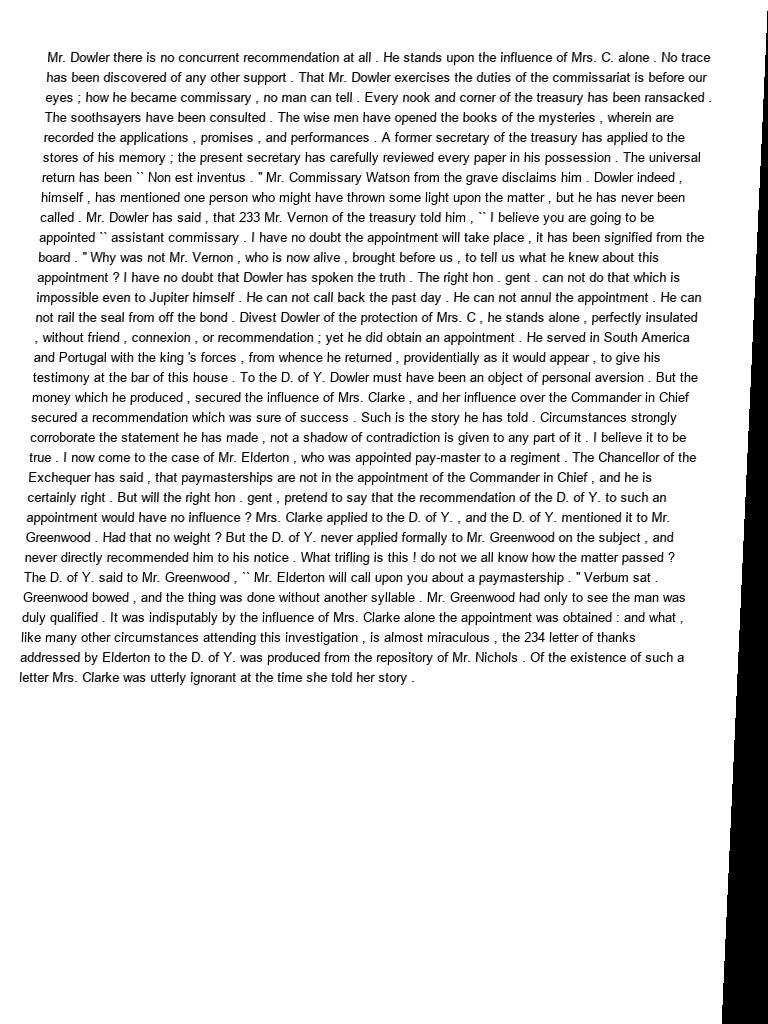 Mr. Dowler there is no concurrent recommendation at all . He stands upon the influence of Mrs. C. alone . No trace
has been discovered of any other support . That Mr. Dowler exercises the duties of the commissariat is before our
eyes ; how he became commissary , no man can tell . Every nook and corner of the treasury has been ransacked .
The soothsayers have been consulted . The wise men have opened the books of the mysteries , wherein are
recorded the applications , promises , and performances . A former secretary of the treasury has applied to the
stores of his memory ; the present secretary has carefully reviewed every paper in his possession . The universal
return has been `` Non est inventus . '' Mr. Commissary Watson from the grave disclaims him . Dowler indeed ,
himself , has mentioned one person who might have thrown some light upon the matter , but he has never been
called . Mr. Dowler has said , that 233 Mr. Vernon of the treasury told him , `` I believe you are going to be
appointed `` assistant commissary . I have no doubt the appointment will take place , it has been signified from the
board . '' Why was not Mr. Vernon , who is now alive , brought before us , to tell us what he knew about this
appointment ? I have no doubt that Dowler has spoken the truth . The right hon . gent . can not do that which is
impossible even to Jupiter himself . He can not call back the past day . He can not annul the appointment . He can
not rail the seal from off the bond . Divest Dowler of the protection of Mrs. C , he stands alone , perfectly insulated
, without friend , connexion , or recommendation ; yet he did obtain an appointment . He served in South America
and Portugal with the king 's forces , from whence he returned , providentially as it would appear , to give his
testimony at the bar of this house . To the D. of Y. Dowler must have been an object of personal aversion . But the
money which he produced , secured the influence of Mrs. Clarke , and her influence over the Commander in Chief
secured a recommendation which was sure of success . Such is the story he has told . Circumstances strongly
corroborate the statement he has made , not a shadow of contradiction is given to any part of it . I believe it to be
true . I now come to the case of Mr. Elderton , who was appointed pay-master to a regiment . The Chancellor of the
Exchequer has said , that paymasterships are not in the appointment of the Commander in Chief , and he is
certainly right . But will the right hon . gent , pretend to say that the recommendation of the D. of Y. to such an
appointment would have no influence ? Mrs. Clarke applied to the D. of Y. , and the D. of Y. mentioned it to Mr.
Greenwood . Had that no weight ? But the D. of Y. never applied formally to Mr. Greenwood on the subject , and
never directly recommended him to his notice . What trifling is this ! do not we all know how the matter passed ?
The D. of Y. said to Mr. Greenwood , `` Mr. Elderton will call upon you about a paymastership . '' Verbum sat .
Greenwood bowed , and the thing was done without another syllable . Mr. Greenwood had only to see the man was
duly qualified . It was indisputably by the influence of Mrs. Clarke alone the appointment was obtained : and what ,
like many other circumstances attending this investigation , is almost miraculous , the 234 letter of thanks
addressed by Elderton to the D. of Y. was produced from the repository of Mr. Nichols . Of the existence of such a
letter Mrs. Clarke was utterly ignorant at the time she told her story .